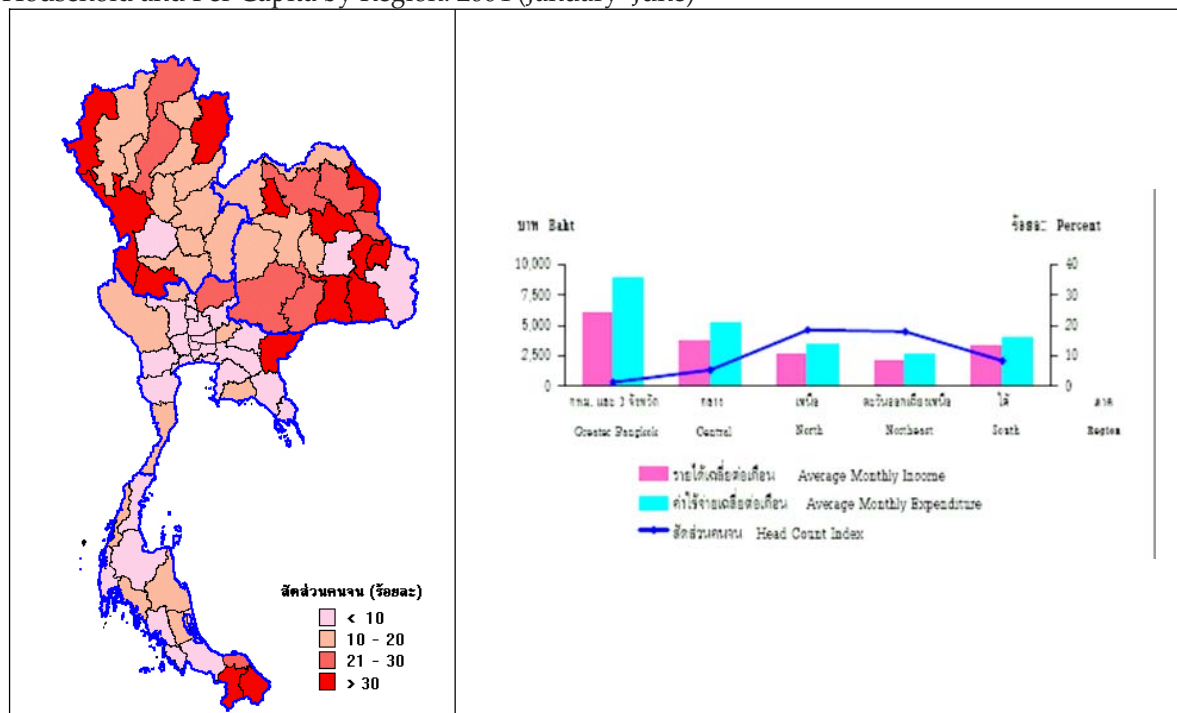 Household and Per Capita by Region: 2001 (January–June)
สัดส่วนคนจน (ร้อยละ)
< 10
10 - 20
21 - 30
> 30
บาท Baht
ร้อยละ Percent
10,000
7,500
5,000
2,500
0
40
30
20
10
0
กทม. และ 3 จังหวัด กลาง เหนือ ตะวันออกเฉียงเหนือ ใต้ ภาค
Greater Bangkok Central North Northeast South Region
รายได้เฉลี่ยต่อเดือน Average Monthly Income
ค่าใช้จ่ายเฉลี่ยต่อเดือน Average Monthly Expenditure
สัดส่วนคนจน Head Count Index